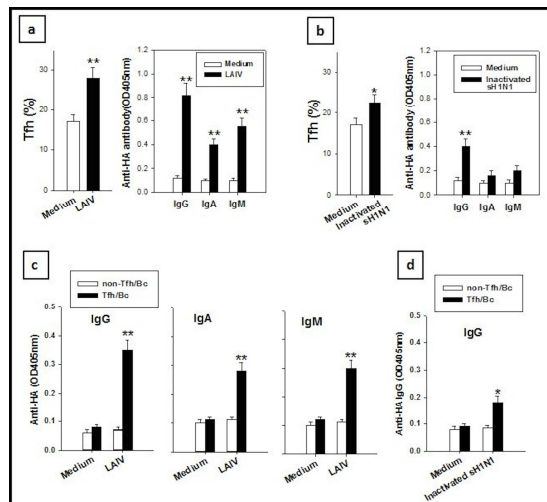 a
Tfh (%)
30
20
10
0
Medium
LAIV
**
Anti-HA antibody(OD405nm)
1.2
1.0
0.8
0.6
0.4
0.2
0.0
Medium
LAIV
**
**
**
IgG IgA IgM
b
Tfh (%)
30
20
10
0
Medium
Inactivated
sH1N1
*
Anti-HA antibody (OD405nm)
1.2
1.0
0.8
0.6
0.4
0.2
0.0
Medium
Inactivated
sH1N1
**
IgG IgA IgM
c
non-Tfh/Bc
Tfh/Bc
Anti-HA (OD405nm)
0.5
0.4
0.3
0.2
0.1
0.0
IgG
**
Medium
LAIV
IgA
**
Medium
LAIV
IgM
**
Medium
LAIV
d
non-Tfh/Bc
Tfh/Bc
Anti-HA IgG (OD405nm)
0.5
0.4
0.3
0.2
0.1
0.0
IgG
*
Medium
Inactivated sH1N1